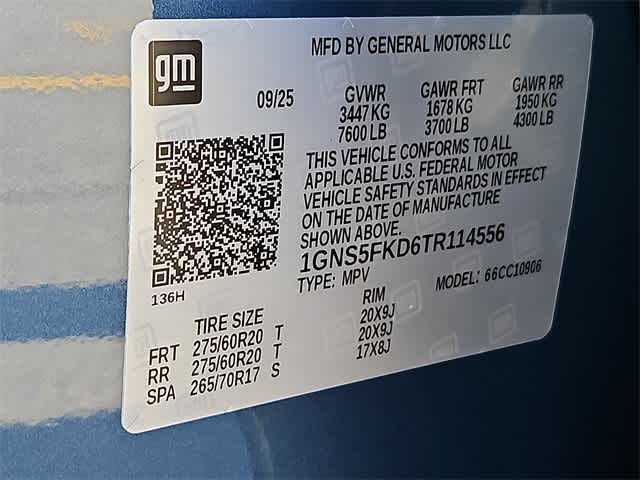 gm
MFD BY GENERAL MOTORS LLC
09/25 GVWR GAWR FRT GAWR RR
3447 KG 1678 KG 1950 KG
7600 LB 3700 LB 4300 LB
THIS VEHICLE CONFORMS TO ALL
APPLICABLE U.S. FEDERAL MOTOR
VEHICLE SAFETY STANDARDS IN EFFECT
ON THE DATE OF MANUFACTURE
SHOWN ABOVE.
1GNS5FKD6TR114556
TYPE: MPV MODEL: 66CC10906
136H
TIRE SIZE RIM
FRT 275/60R20 T 20X9J
RR 275/60R20 T 20X9J
SPA 265/70R17 S 17X8J